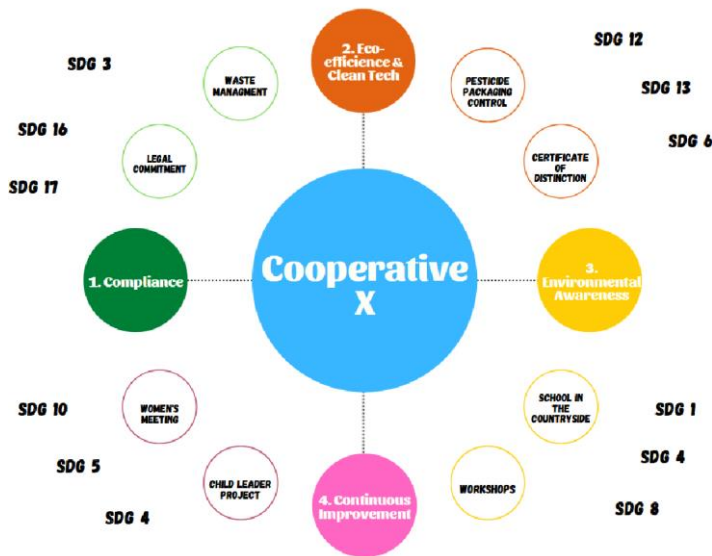 2. Eco-
efficience &
Clean Tech
SDG 12
SDG 3
WASTE
MANAGMENT
PESTICIDE
PACKAGING
CONTROL
SDG 13
SDG 16
SDG 6
LEGAL
COMMITMENT
CERTIFICATE
OF
DISTINCTION
SDG 17
1. Compliance
Cooperative
X
3.
Environmental
Awareness
SDG 10
WOMEN'S
MEETING
SCHOOL IN
THE
COUNTRYSIDE
SDG 1
SDG 5
SDG 4
CHILD LEADER
PROJECT
4. Continuous
Improvement
WORKSHOPS
SDG 4
SDG 8